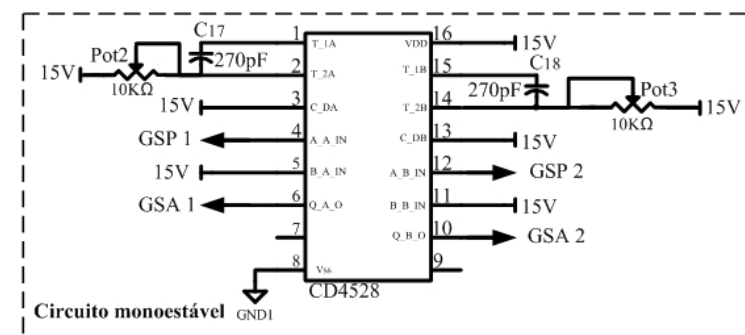 C17
Pot2
270pF
15V
10KΩ
15V
GSP 1
15V
GSA 1
1
2
3
4
5
6
7
8
T_1A
T_2A
C_DA
A_A_IN
B_A_IN
Q_A_O
Vss
VDD
T_1B
T_2B
C_DB
A_B_IN
B_B_IN
Q_B_O
16
15
14
13
12
11
10
9
15V
C18
270pF
Pot3
10KΩ
15V
15V
GSP 2
15V
GSA 2
CD4528
Circuito monoestável
GND1